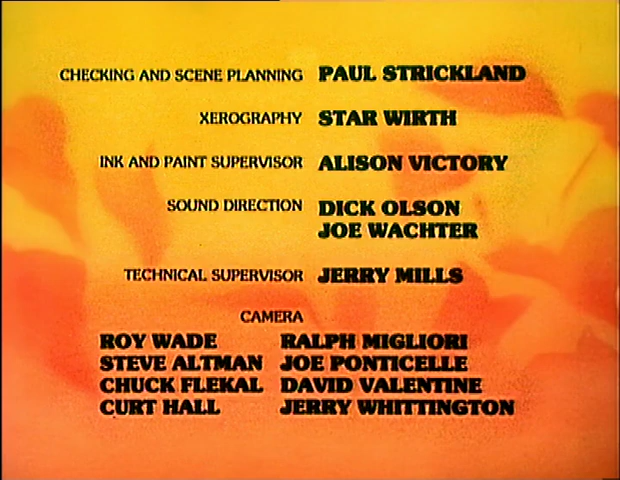 CHECKING AND SCENE PLANNING PAUL STRICKLAND
XEROGRAPHY STAR WIRTH
INK AND PAINT SUPERVISOR ALISON VICTORY
SOUND DIRECTION DICK OLSON
JOE WACHTER
TECHNICAL SUPERVISOR JERRY MILLS
CAMERA
ROY WADE RALPH MIGLIORI
STEVE ALTMAN JOE PONTICELLE
CHUCK FLEKAL DAVID VALENTINE
CURT HALL JERRY WHITTINGTON